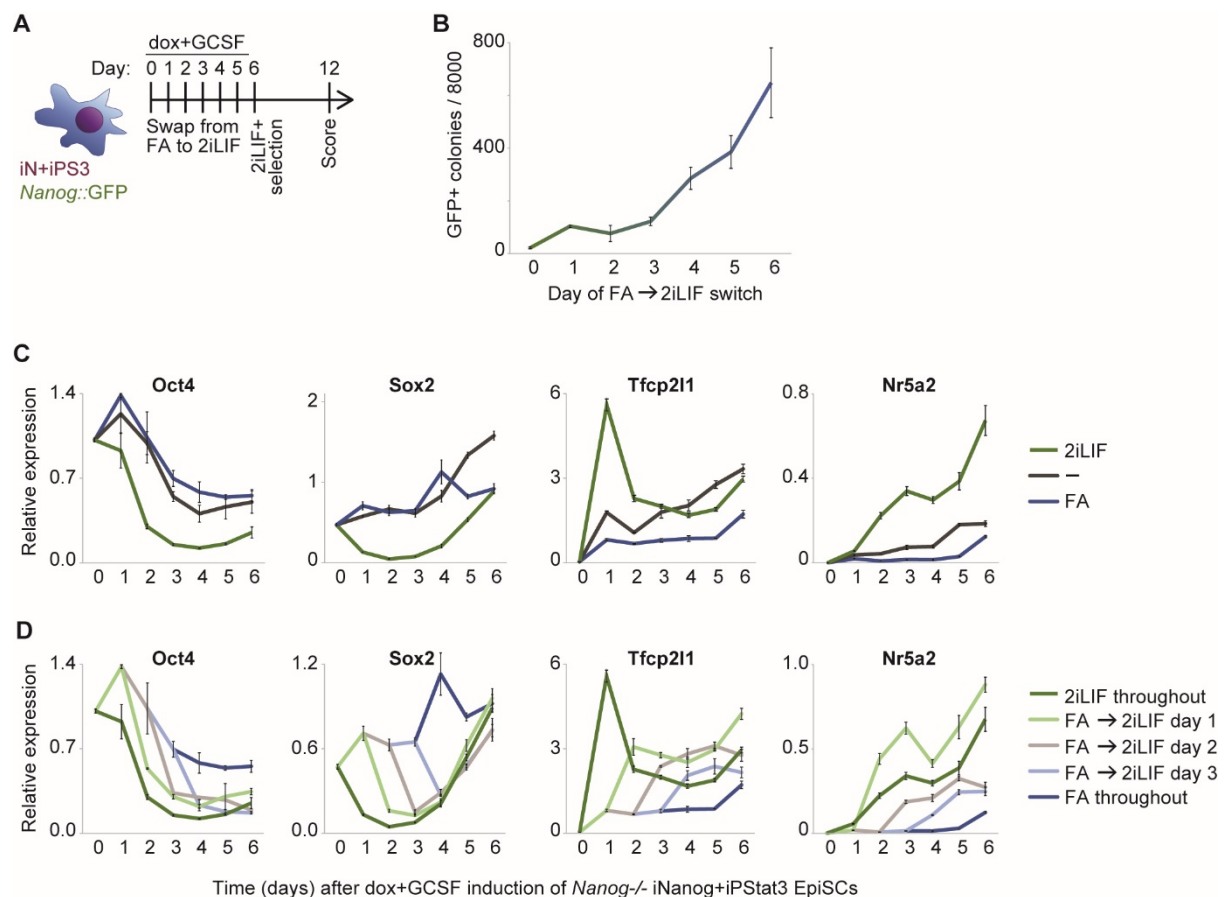 A
dox+GCSF
Day: 0 1 2 3 4 5 6 12
Swap from
FA to 2iLIF
2iLIF+
selection
Score
iN+iPS3
Nanog::GFP
B
800
400
0
GFP+ colonies / 8000
0 1 2 3 4 5 6
Day of FA → 2iLIF switch
C
Relative expression
Oct4
1.4
0.7
0.0
0 1 2 3 4 5 6
Sox2
2
1
0
0 1 2 3 4 5 6
Tfcp2l1
6
3
0
0 1 2 3 4 5 6
Nr5a2
0.8
0.4
0
0 1 2 3 4 5 6
2iLIF
–
FA
D
Relative expression
Oct4
1.4
0.7
0.0
0 1 2 3 4 5 6
Sox2
1.2
0.6
0.0
0 1 2 3 4 5 6
Tfcp2l1
6
3
0
0 1 2 3 4 5 6
Nr5a2
1.0
0.5
0
0 1 2 3 4 5 6
2iLIF throughout
FA → 2iLIF day 1
FA → 2iLIF day 2
FA → 2iLIF day 3
FA throughout
Time (days) after dox+GCSF induction of Nanog-/- iNanog+iPStat3 EpiSCs